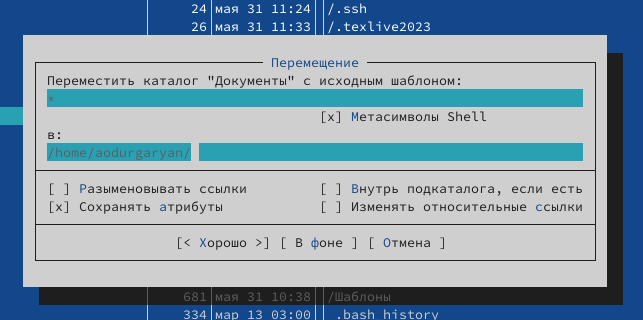 24 мая 31 11:24 /.ssh
26 мая 31 11:33 /.texlive2023
Перемещение
Переместить каталог "Документы" с исходным шаблоном:
*
[x] Метасимволы Shell
в:
/home/aodurgaryan/
[ ] Разыменовывать ссылки [ ] Внутрь подкаталога, если есть
[x] Сохранять атрибуты [ ] Изменять относительные ссылки
[< Хорошо >] [ В фоне ] [ Отмена ]
681 мая 31 10:38 /Шаблоны
334 мар 13 03:00 .bash_history